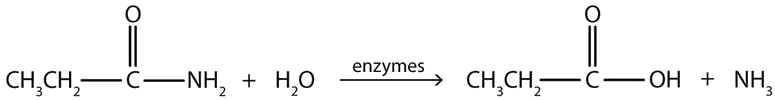 O O
CH₃CH₂—C—NH₂ + H₂O enzymes CH₃CH₂—C—OH + NH₃